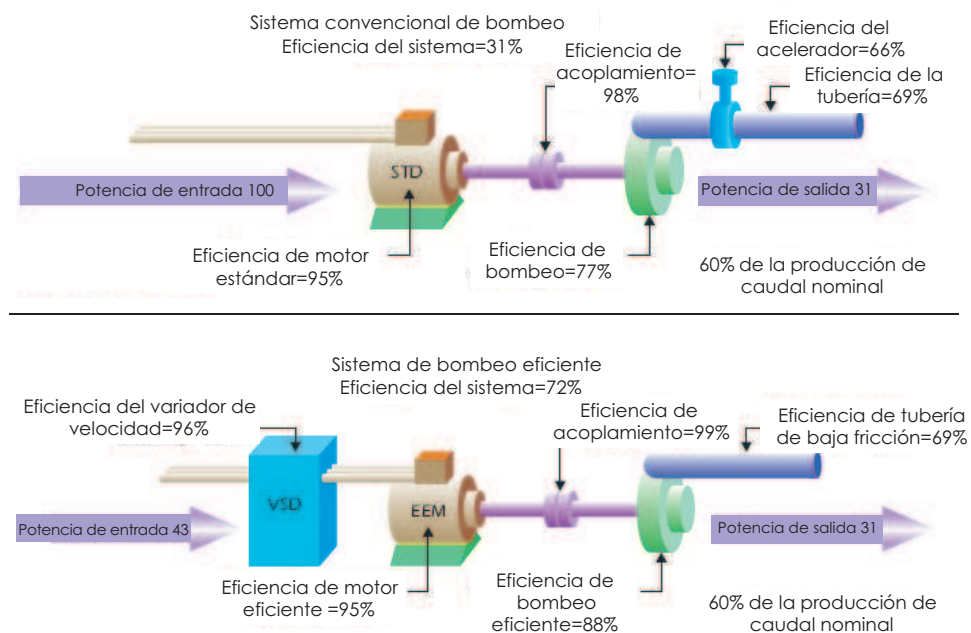 Sistema convencional de bombeo
Eficiencia del sistema=31%
Eficiencia de
acoplamiento=
98%
Eficiencia del
acelerador=66%
Eficiencia de la
tubería=69%
STD
Potencia de entrada 100
Potencia de salida 31
Eficiencia de motor
estándar=95%
Eficiencia de
bombeo=77%
60% de la producción de
caudal nominal
Sistema de bombeo eficiente
Eficiencia del sistema=72%
Eficiencia del variador de
velocidad=96%
Eficiencia de
acoplamiento=99%
Eficiencia de tubería
de baja fricción=69%
VSD
EEM
Potencia de entrada 43
Potencia de salida 31
Eficiencia de motor
eficiente =95%
Eficiencia de
bombeo
eficiente=88%
60% de la producción de
caudal nominal